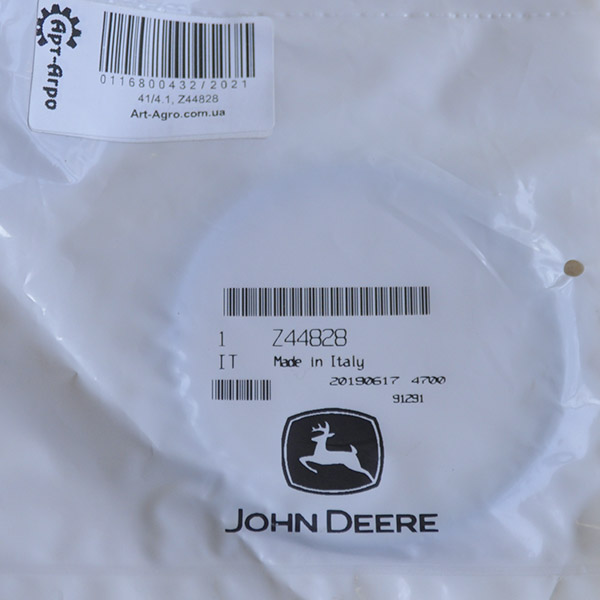 Арт-Агро
0116800432/2021
41/4.1, Z44828
Art-Agro.com.ua
1 Z44828
IT Made in Italy
20190617 4700
91291
JOHN DEERE